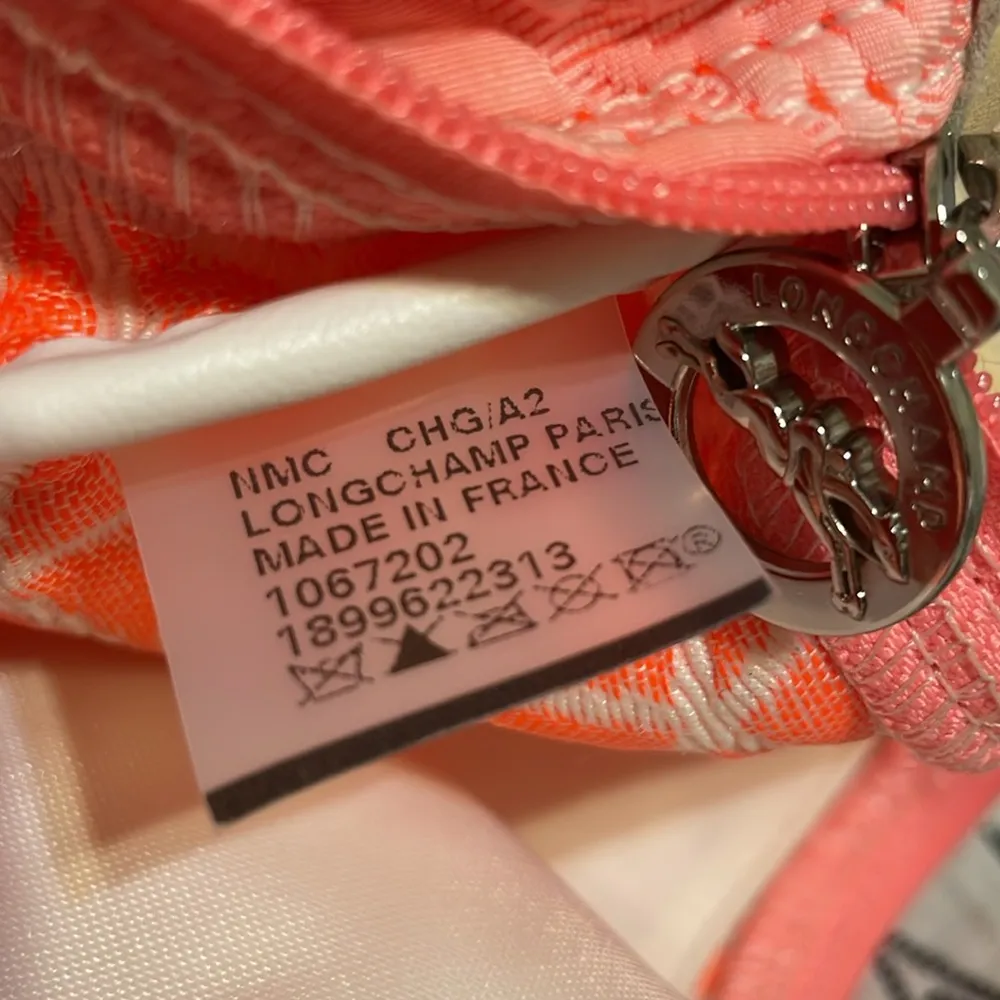 NMC CHG/A2
LONGCHAMP PARIS
MADE IN FRANCE
1067202
1899622313
®
LONGCHAMP